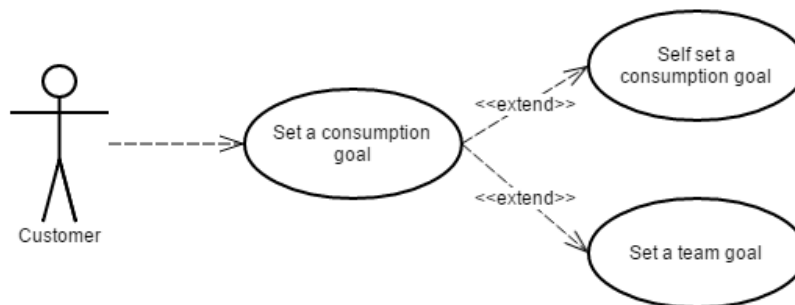 Self set a
consumption goal
<<extend>>
Set a consumption
goal
<<extend>>
Customer
Set a team goal